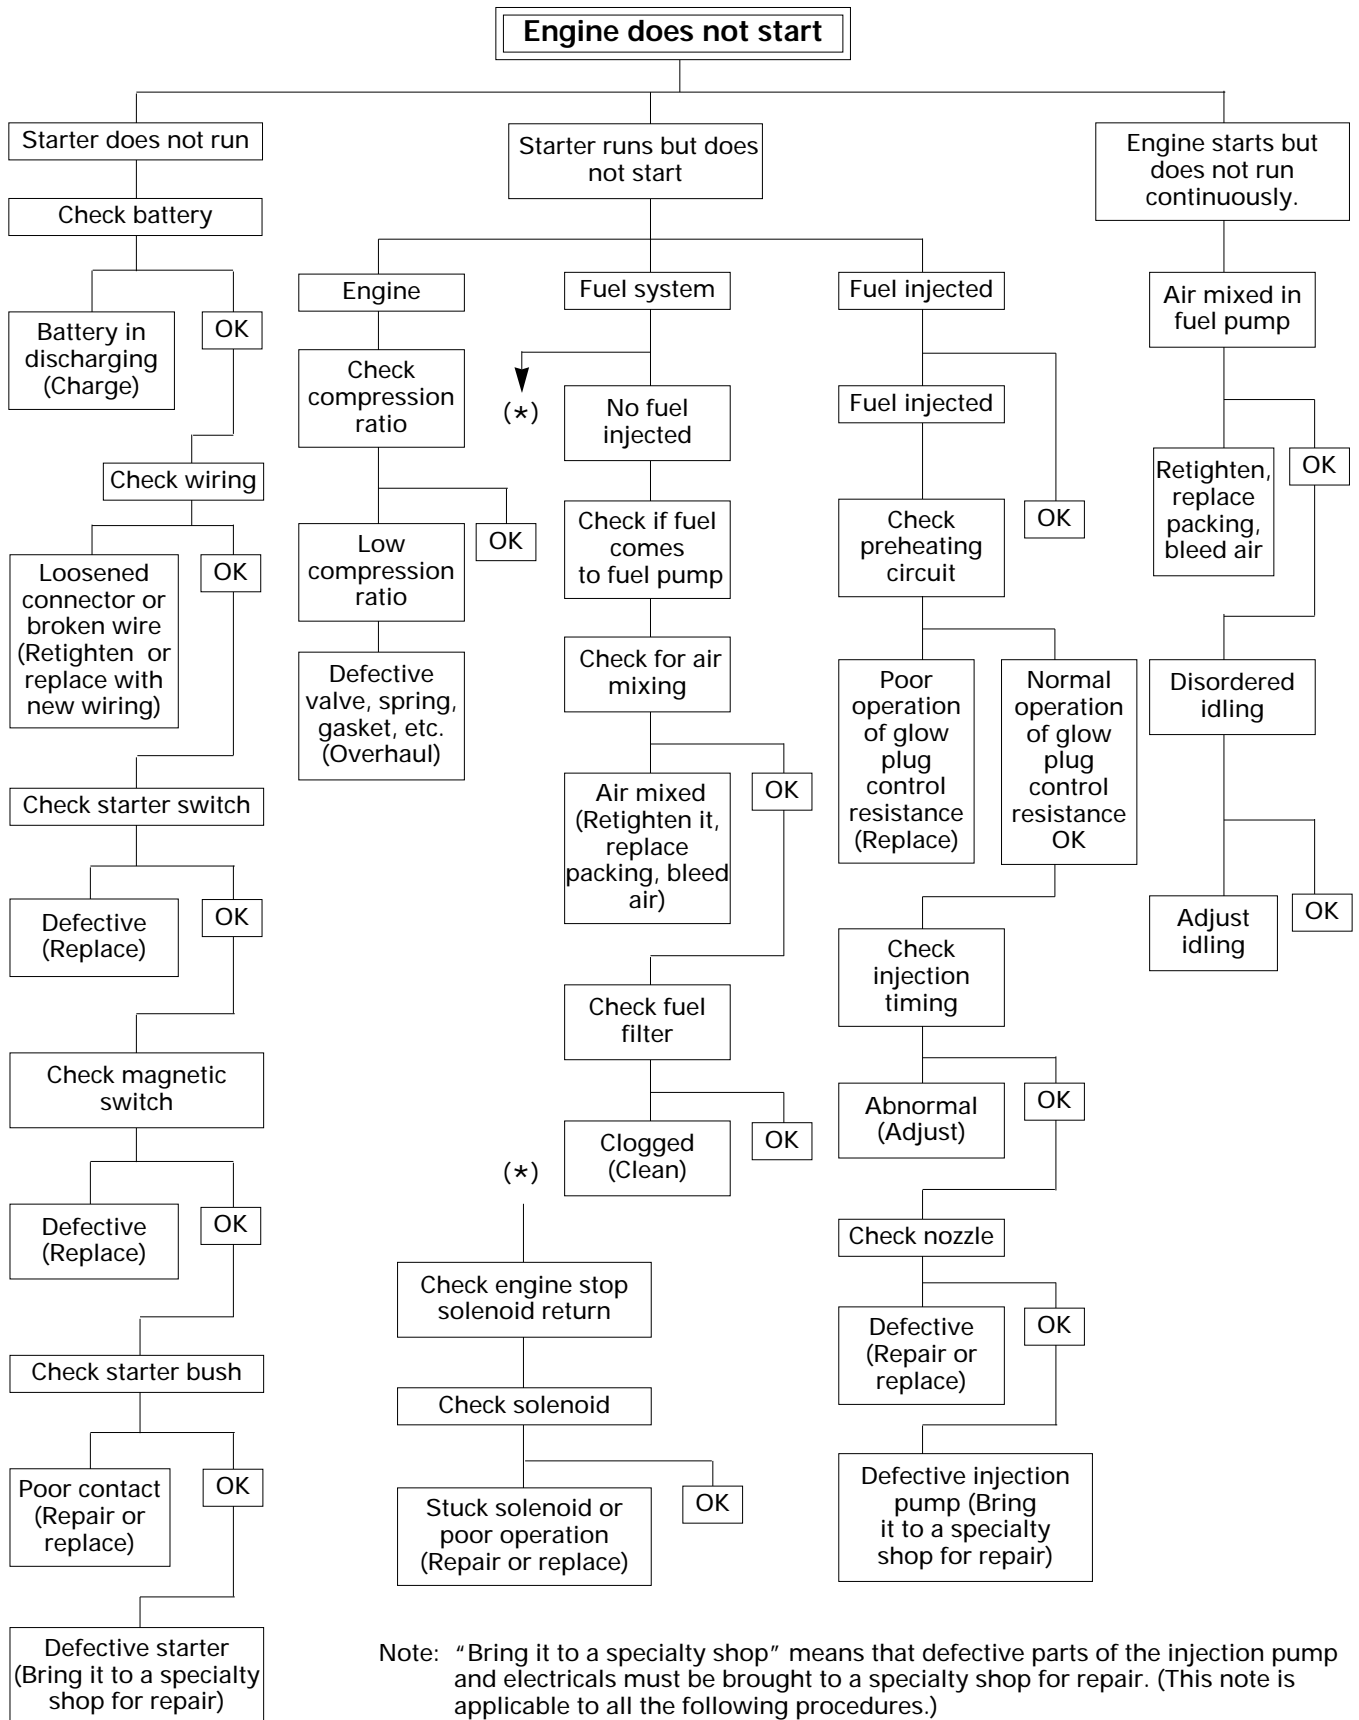 Engine does not start
Starter does not run
Check battery
Battery in
discharging
(Charge)
OK
Check wiring
Loosened
connector or
broken wire
(Retighten or
replace with
new wiring)
OK
Check starter switch
Defective
(Replace)
OK
Check magnetic
switch
Defective
(Replace)
OK
Check starter bush
Poor contact
(Repair or
replace)
OK
Defective starter
(Bring it to a specialty
shop for repair)
Starter runs but does
not start
Engine
Check
compression
ratio
Low
compression
ratio
OK
Defective
valve, spring,
gasket, etc.
(Overhaul)
Fuel system
(*)
No fuel
injected
Check if fuel
comes
to fuel pump
Check for air
mixing
Air mixed
(Retighten it,
replace
packing, bleed
air)
OK
Check fuel
filter
Clogged
(Clean)
OK
(*)
Check engine stop
solenoid return
Check solenoid
Stuck solenoid or
poor operation
(Repair or replace)
OK
Fuel injected
Fuel injected
OK
Check
preheating
circuit
Poor
operation
of glow
plug
control
resistance
(Replace)
Normal
operation
of glow
plug
control
resistance
OK
Check
injection
timing
Abnormal
(Adjust)
OK
Check nozzle
Defective
(Repair or
replace)
OK
Defective injection
pump (Bring
it to a specialty
shop for repair)
Engine starts but
does not run
continuously.
Air mixed in
fuel pump
Retighten,
replace
packing,
bleed air
OK
Disordered
idling
Adjust
idling
OK
Note: “Bring it to a specialty shop” means that defective parts of the injection pump
and electricals must be brought to a specialty shop for repair. (This note is
applicable to all the following procedures.)